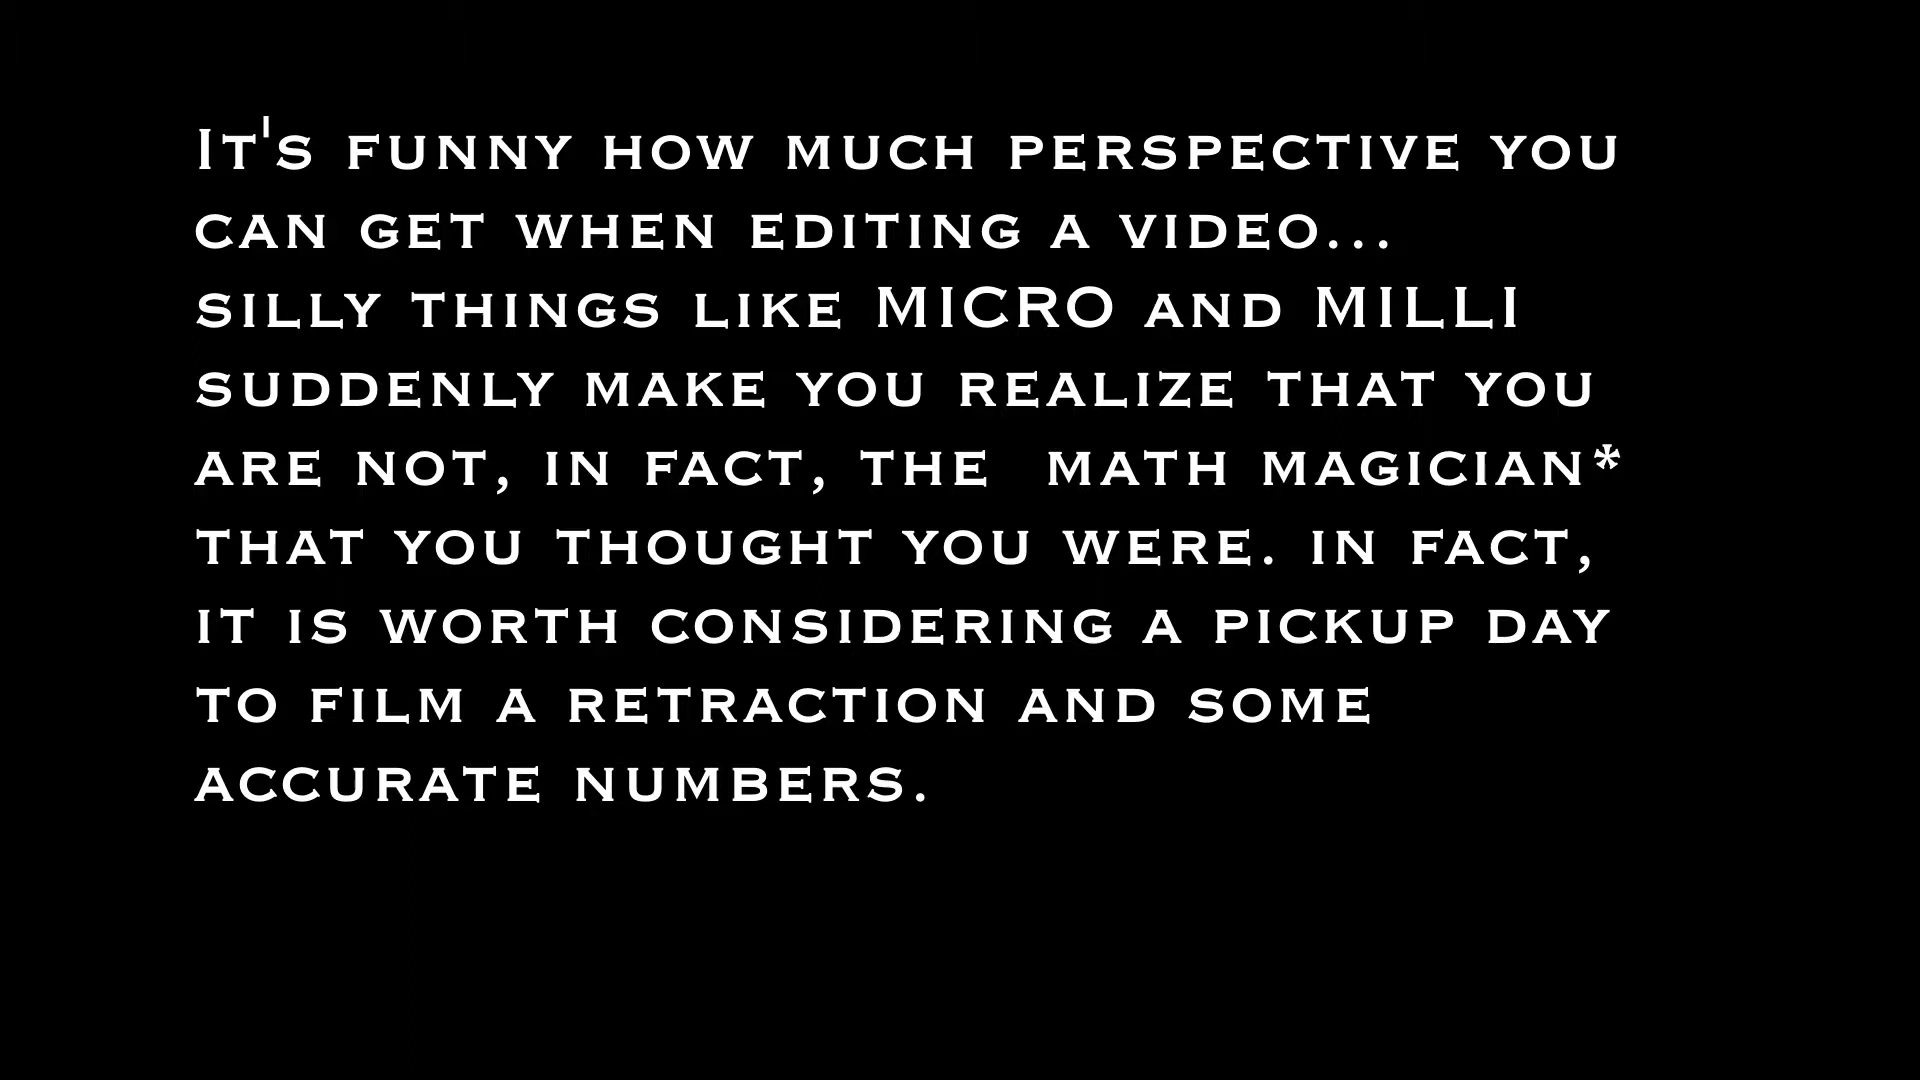 It's funny how much perspective you
can get when editing a video...
silly things like MICRO and MILLI
suddenly make you realize that you
are not, in fact, the  math magician*
that you thought you were. in fact,
it is worth considering a pickup day
to film a retraction and some
accurate numbers.